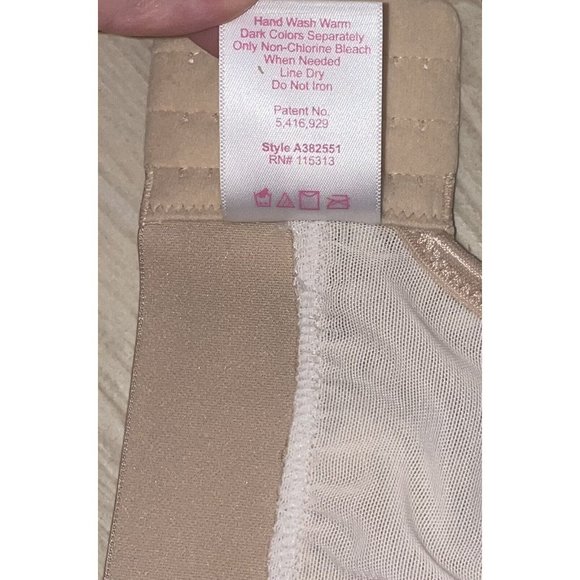 Hand Wash Warm
Dark Colors Separately
Only Non-Chlorine Bleach
When Needed
Line Dry
Do Not Iron
Patent No.
5,416,929
Style A382551
RN# 115313